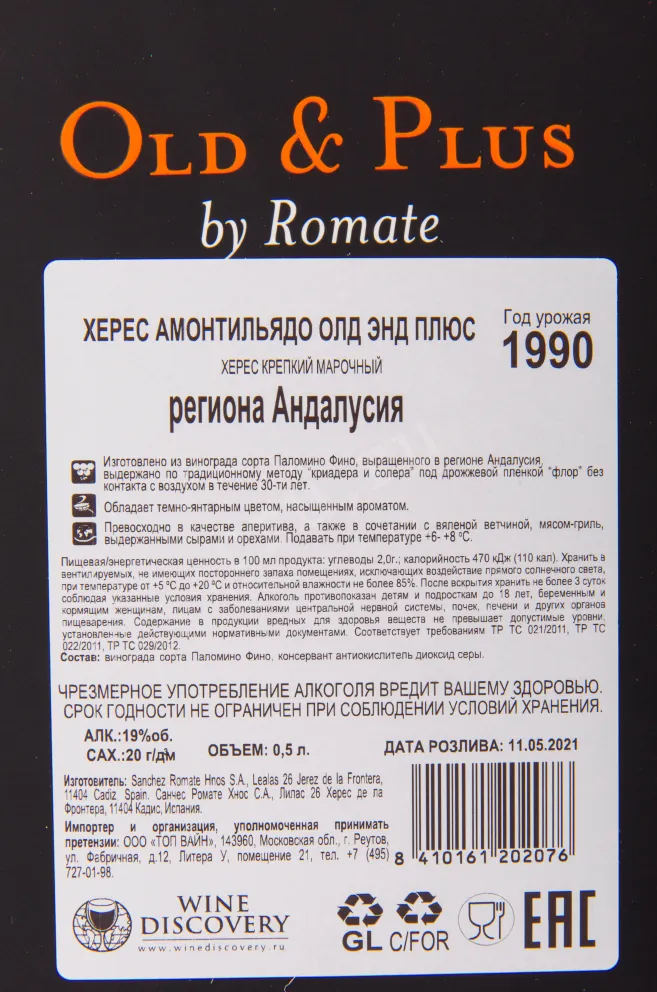 OLD & PLUS
by Romate
ХЕРЕС АМОНТИЛЬЯДО ОЛД ЭНД ПЛЮС
Год урожая
1990
ХЕРЕС КРЕПКИЙ МАРОЧНЫЙ
региона Андалусия
Изготовлено из винограда сорта Паломино Фино, выращенного в регионе Андалусия,
выдержано по традиционному методу "криадера и солера" под дрожжевой пленкой "флор" без
контакта с воздухом в течение 30-ти лет.
Обладает темно-янтарным цветом, насыщенным ароматом.
Превосходно в качестве аперитива, а также в сочетании с вяленой ветчиной, мясом-гриль,
выдержанными сырами и орехами. Подавать при температуре +6- +8 ºС.
Пищевая/энергетическая ценность в 100 мл продукта: углеводы 2,0г.; калорийность 470 кДж (110 кал). Хранить в
вентилируемых, не имеющих постороннего запаха помещениях, исключающих воздействие прямого солнечного света,
при температуре от +5 ºС до +20 ºС и относительной влажности не более 85%. После вскрытия хранить не более 3 суток
соблюдая указанные условия хранения. Алкоголь противопоказан детям и подросткам до 18 лет, беременным и
кормящим женщинам, лицам с заболеваниями центральной нервной системы, почек, печени и других органов
пищеварения. Содержание в продукции вредных для здоровья веществ не превышает допустимые уровни,
установленные действующими нормативными документами. Соответствует требованиям ТР ТС 021/2011, ТР ТС
022/2011, ТР ТС 029/2012.
Состав: винограда сорта Паломино Фино, консервант антиокислитель диоксид серы.
ЧРЕЗМЕРНОЕ УПОТРЕБЛЕНИЕ АЛКОГОЛЯ ВРЕДИТ ВАШЕМУ ЗДОРОВЬЮ.
СРОК ГОДНОСТИ НЕ ОГРАНИЧЕН ПРИ СОБЛЮДЕНИИ УСЛОВИЙ ХРАНЕНИЯ.
АЛК.:19%об.
САХ.:20 г/дм
ОБЪЕМ: 0,5 л.
ДАТА РОЗЛИВА: 11.05.2021
Изготовитель: Sanchez Romate Hnos S.A., Lealas 26 Jerez de la Frontera,
11404 Cadiz Spain. Санчес Ромате Хнос С.А., Лилас 26 Херес де ла
Фронтера, 11404 Кадис, Испания.
Импортер и организация, уполномоченная принимать
претензии: ООО «ТОП ВАЙН», 143960, Московская обл., г. Реутов,
ул. Фабричная, д.12, Литера У, помещение 21, тел. +7 (495)
727-01-98.
8 410161 202076
WINE
DISCOVERY
www.winediscovery.ru
GL C/FOR
EAC